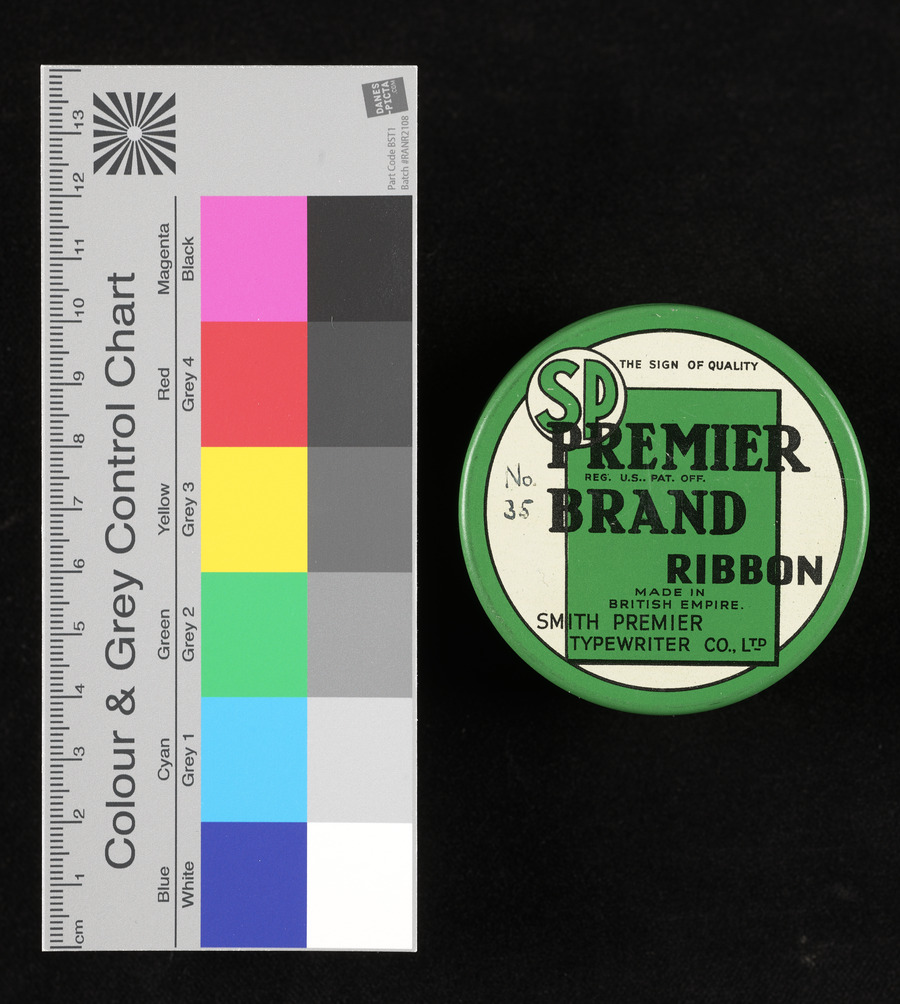 DANES
-PICTA
.COM
Part Code BST1
Batch #RANR2108
Colour & Grey Control Chart
Magenta
Red
Yellow
Green
Cyan
Blue
Black
Grey 4
Grey 3
Grey 2
Grey 1
White
13
12
11
10
9
8
7
6
5
4
3
2
1
cm
SP
THE SIGN OF QUALITY
PREMIER
REG. U.S.. PAT. OFF.
No.
35
BRAND
RIBBON
MADE IN
BRITISH EMPIRE.
SMITH PREMIER
TYPEWRITER CO., LTD